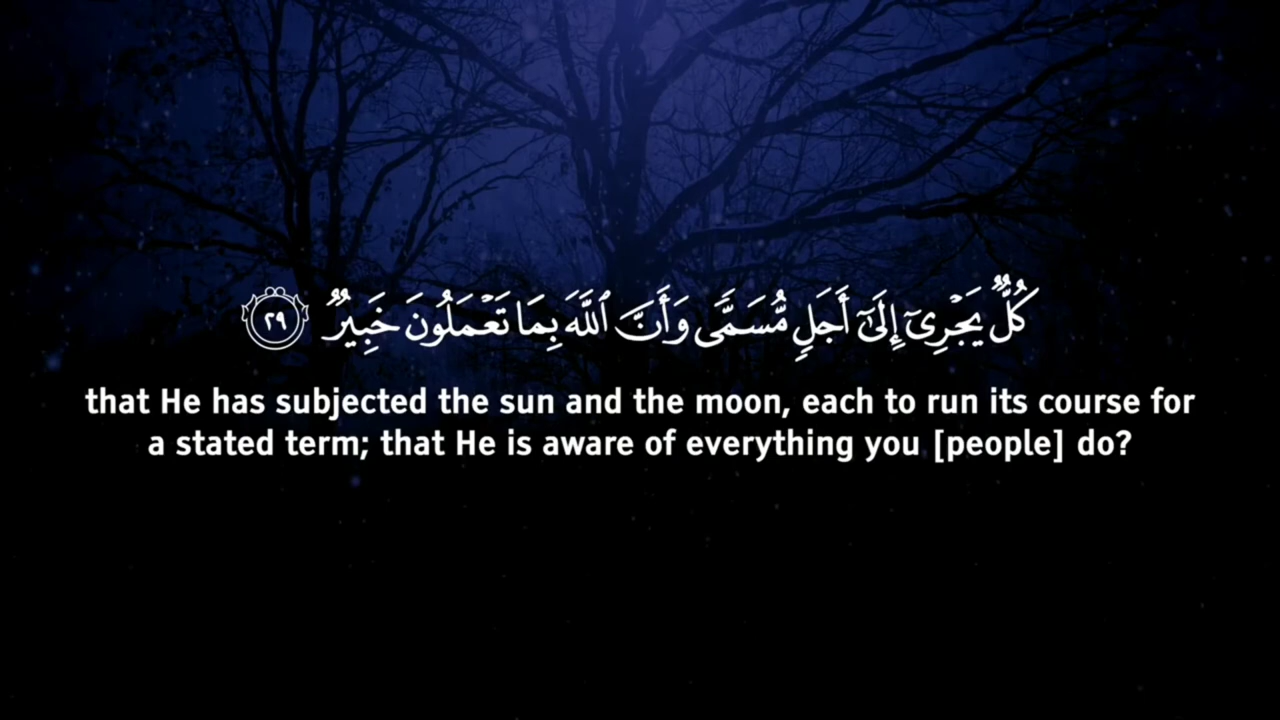 كُلٌّ يَجْرِىٓ إِلَىٰٓ أَجَلٍ مُّسَمًّى وَأَنَّ ٱللَّهَ بِمَا تَعْمَلُونَ خَبِيرٌ ٢٩
that He has subjected the sun and the moon, each to run its course for
a stated term; that He is aware of everything you [people] do?